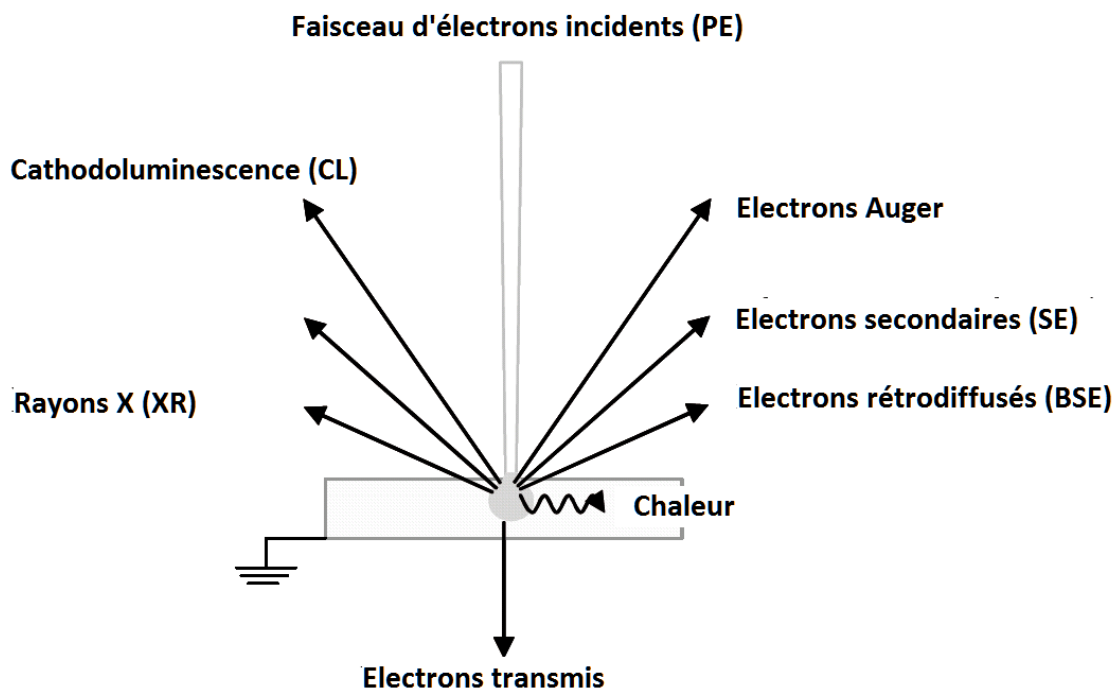 Faisceau d'électrons incidents (PE)
Cathodoluminescence (CL)
Electrons Auger
Electrons secondaires (SE)
Rayons X (XR)
Electrons rétrodiffusés (BSE)
Chaleur
Electrons transmis